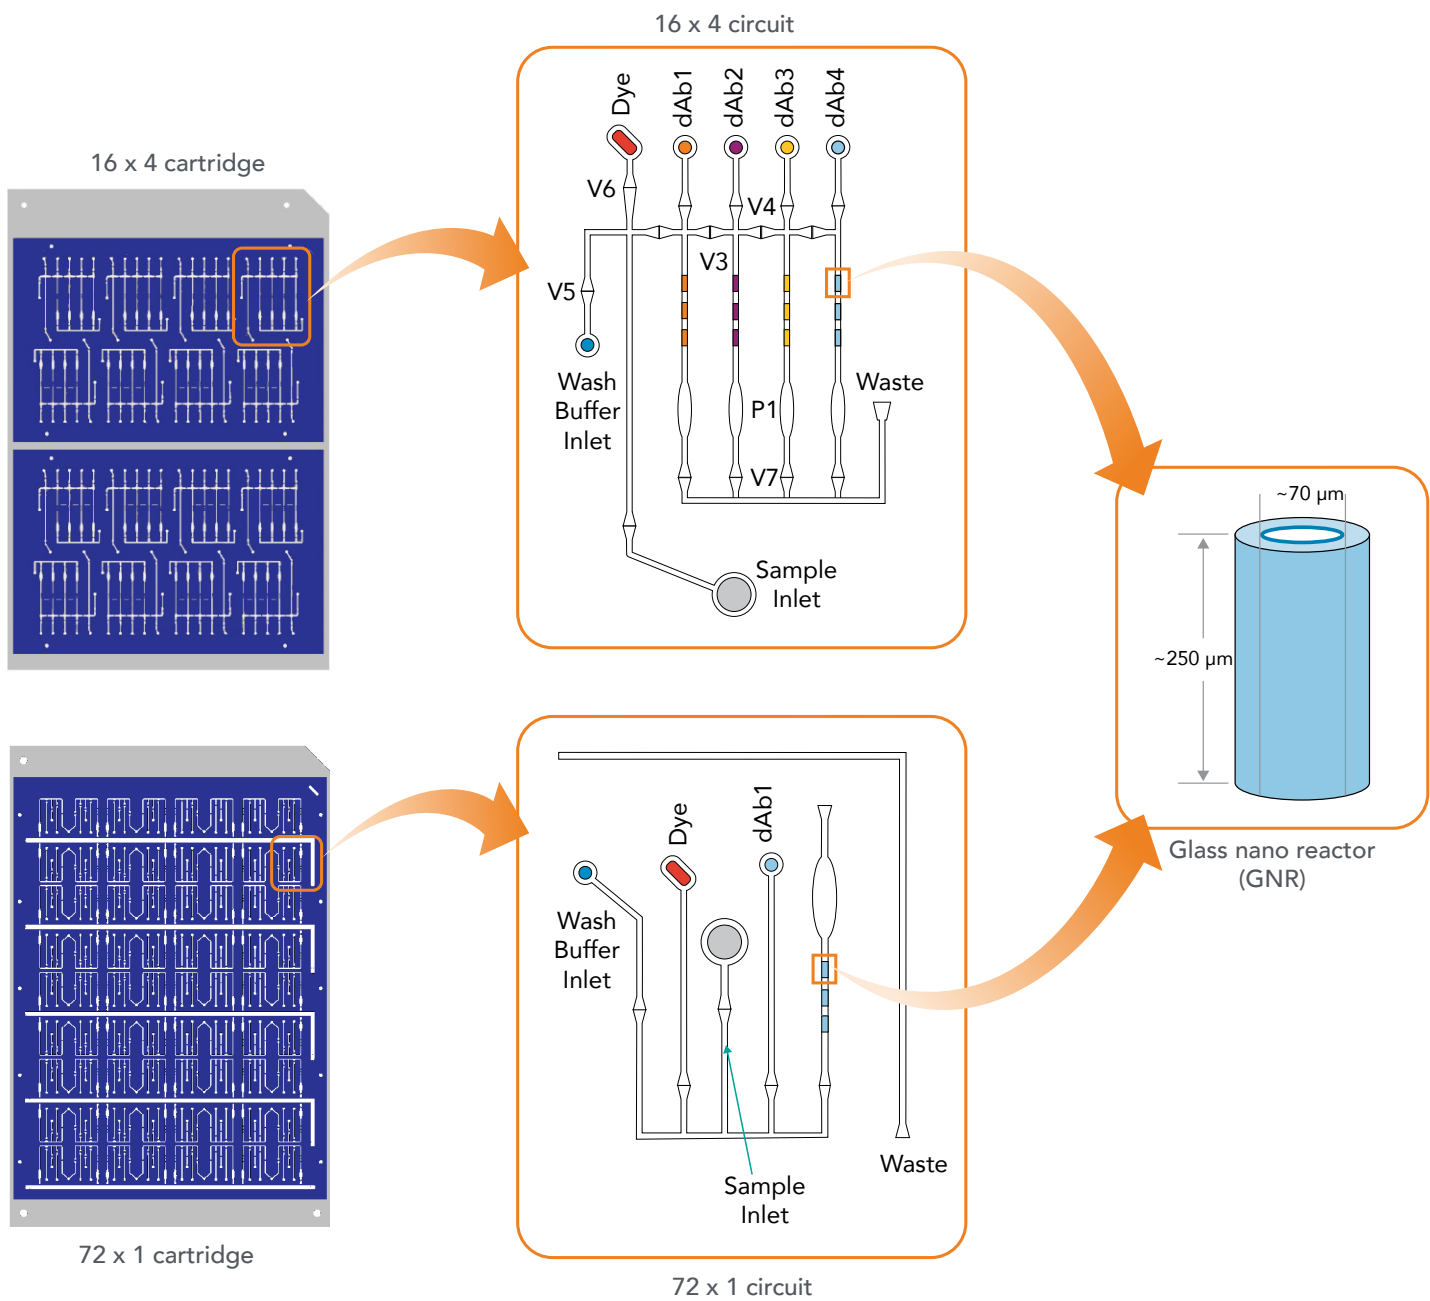 16 x 4 circuit
16 x 4 cartridge
Dye
dAb1
dAb2
dAb3
dAb4
V6
V4
V3
V5
Wash
Buffer
Inlet
P1
Waste
V7
Sample
Inlet
~70 µm
~250 µm
Glass nano reactor
(GNR)
Dye
dAb1
Wash
Buffer
Inlet
Waste
Sample
Inlet
72 x 1 cartridge
72 x 1 circuit